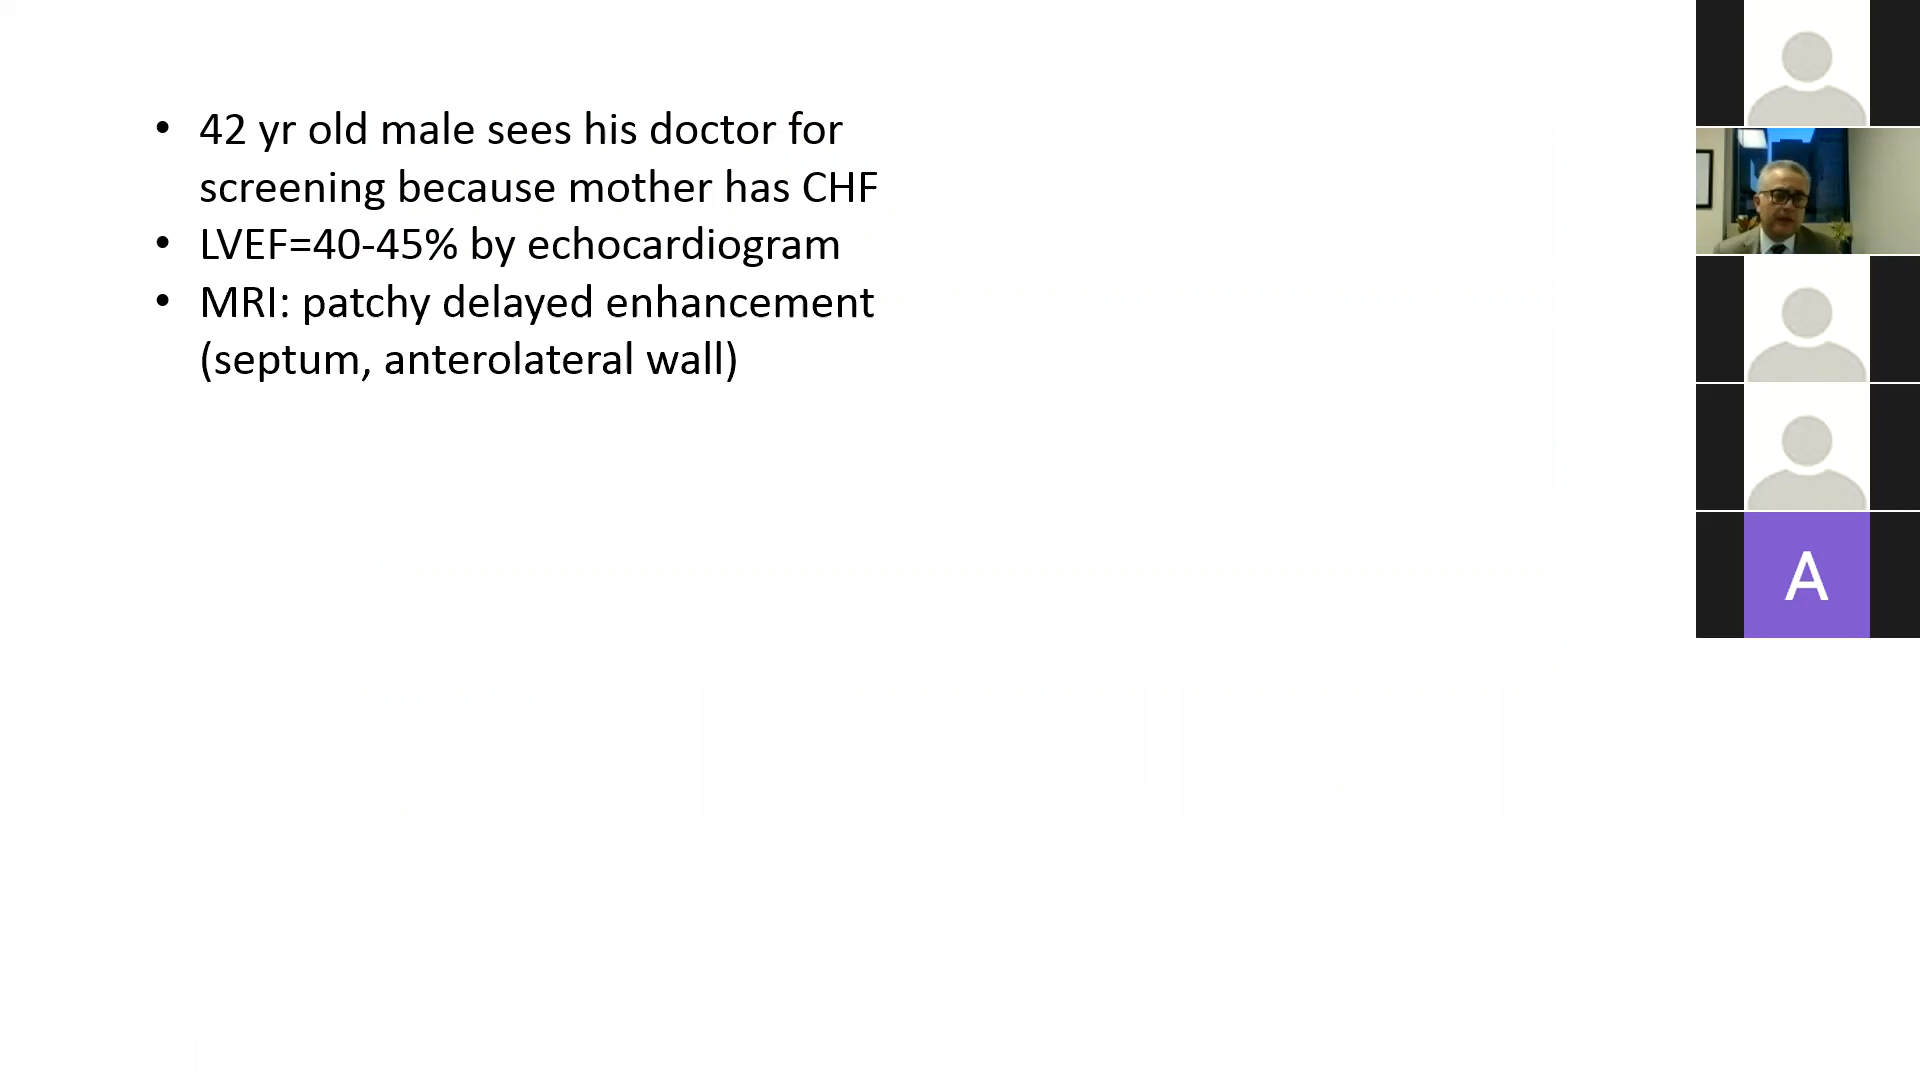 • 42 yr old male sees his doctor for
screening because mother has CHF
• LVEF=40-45% by echocardiogram
• MRI: patchy delayed enhancement
(septum, anterolateral wall)
A